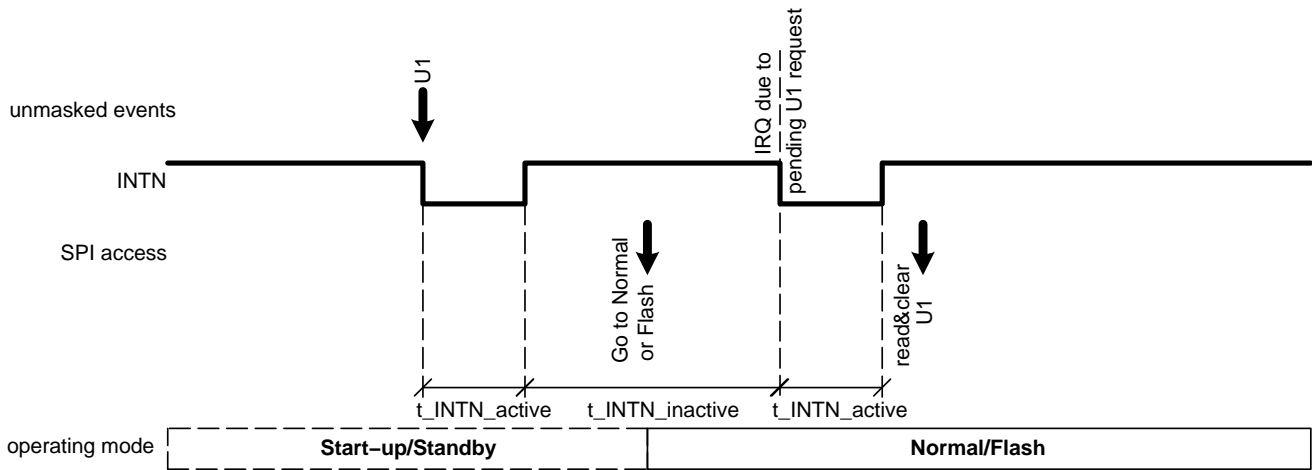 U1
IRQ due to
pending U1 request
unmasked events
INTN
SPI access
Go to Normal
or Flash
read&clear
U1
t_INTN_active
t_INTN_inactive
t_INTN_active
operating mode
Start−up/Standby
Normal/Flash